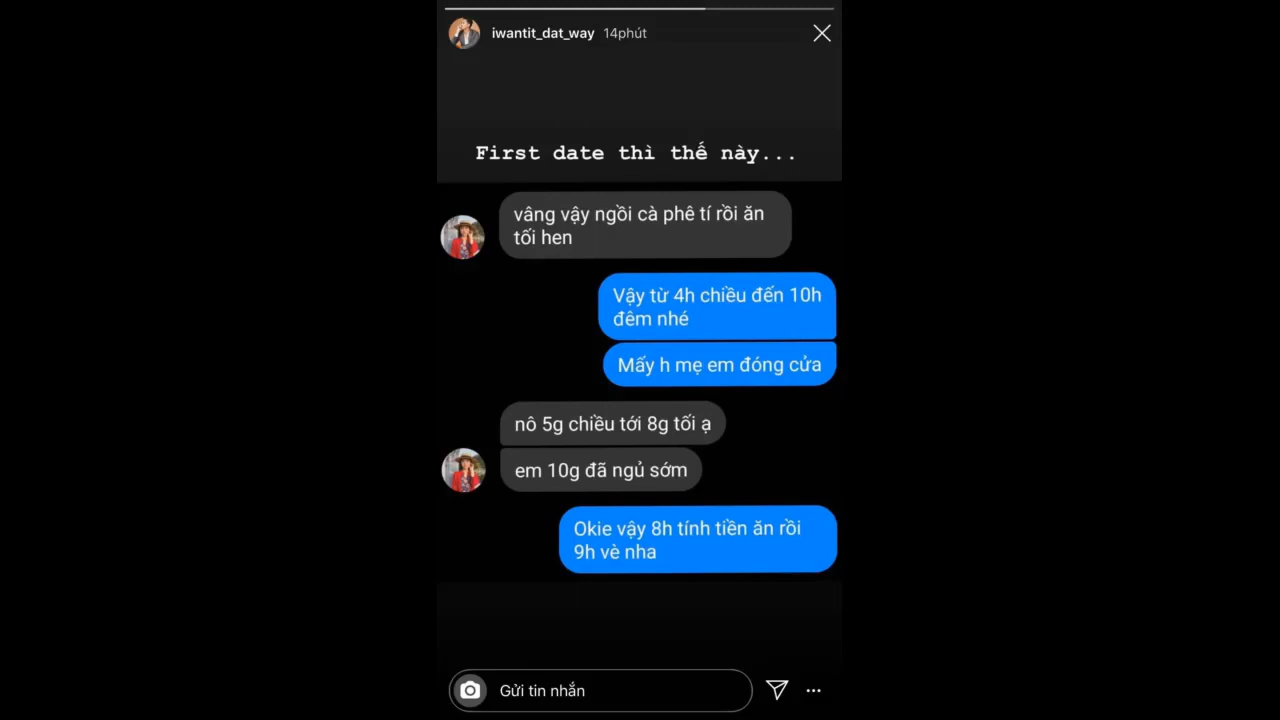 iwantit_dat_way 14phút
First date thì thế này...
vâng vậy ngồi cà phê tí rồi ăn
tối hen
Vậy từ 4h chiều đến 10h
đêm nhé
Mấy h mẹ em đóng cửa
nô 5g chiều tới 8g tối ạ
em 10g đã ngủ sớm
Okie vậy 8h tính tiền ăn rồi
9h vè nha
Gửi tin nhắn